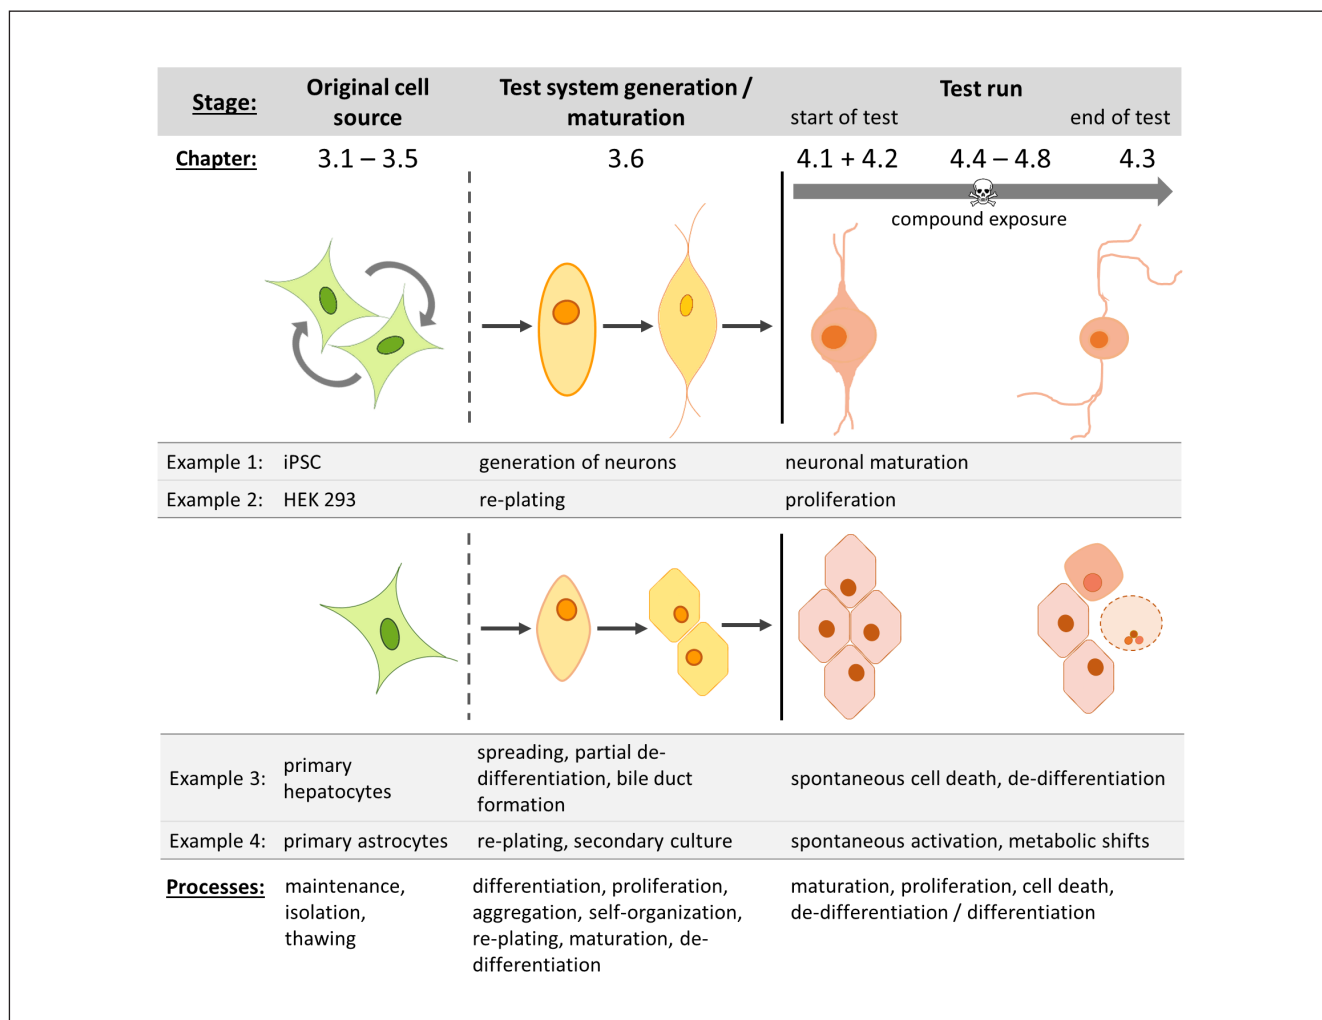 Stage:
Original cell source
Test system generation / maturation
Test run
start of test
end of test
Chapter:
3.1 – 3.5
3.6
4.1 + 4.2
4.4 – 4.8
4.3
compound exposure
Example 1:
iPSC
generation of neurons
neuronal maturation
Example 2:
HEK 293
re-plating
proliferation
Example 3:
primary
hepatocytes
spreading, partial de-
differentiation, bile duct
formation
spontaneous cell death, de-differentiation
Example 4:
primary astrocytes
re-plating, secondary culture
spontaneous activation, metabolic shifts
Processes:
maintenance,
isolation,
thawing
differentiation, proliferation,
aggregation, self-organization,
re-plating, maturation, de-
differentiation
maturation, proliferation, cell death,
de-differentiation / differentiation